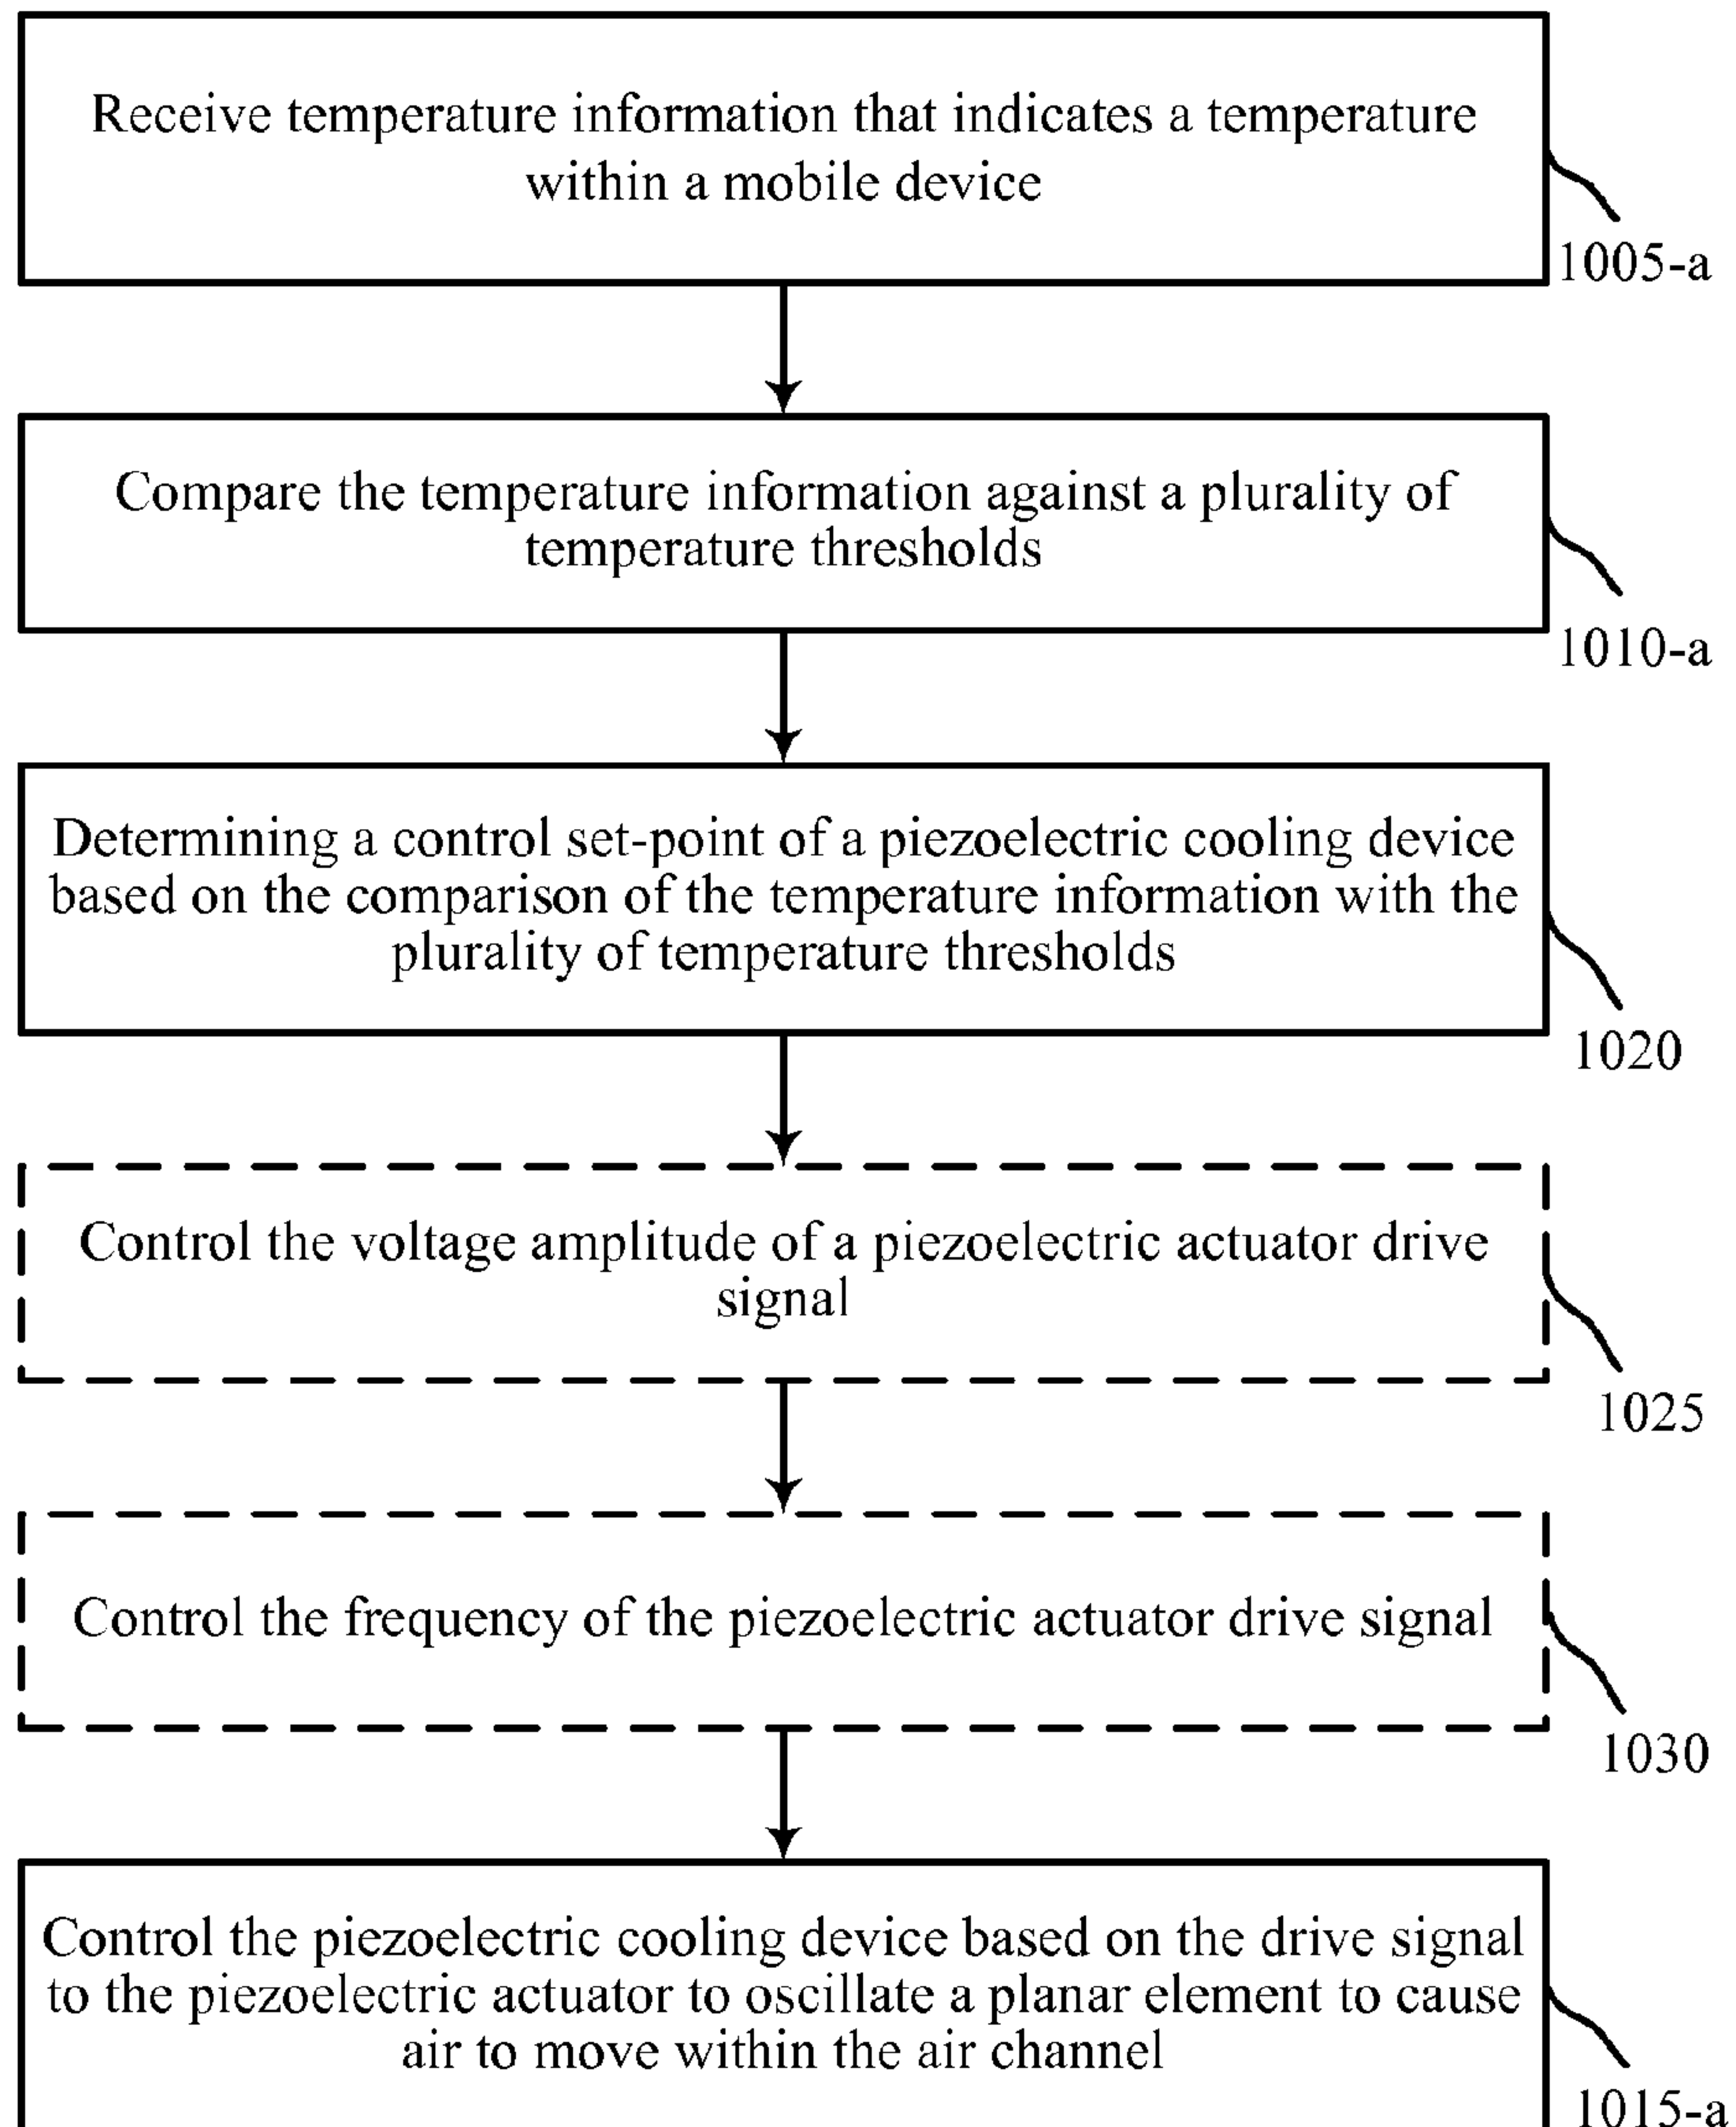 Receive temperature information that indicates a temperature
within a mobile device
1005-a
Compare the temperature information against a plurality of
temperature thresholds
1010-a
Determining a control set-point of a piezoelectric cooling device
based on the comparison of the temperature information with the
plurality of temperature thresholds
1020
Control the voltage amplitude of a piezoelectric actuator drive
signal
1025
Control the frequency of the piezoelectric actuator drive signal
1030
Control the piezoelectric cooling device based on the drive signal
to the piezoelectric actuator to oscillate a planar element to cause
air to move within the air channel
1015-a